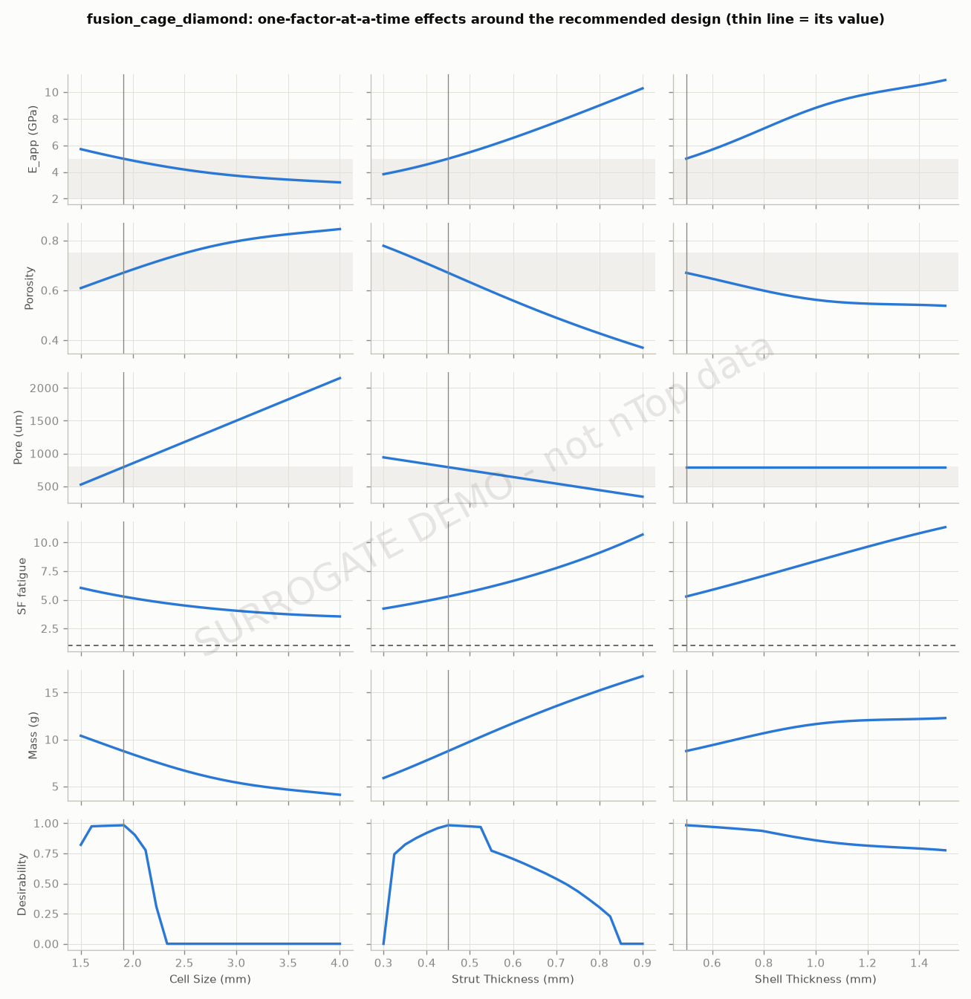 fusion_cage_diamond: one-factor-at-a-time effects around the recommended design (thin line = its value)
E_app (GPa)
10
8
6
4
2
Porosity
0.8
0.6
0.4
Pore (um)
2000
1500
1000
500
SF fatigue
10.0
7.5
5.0
2.5
Mass (g)
15
10
5
Desirability
1.00
0.75
0.50
0.25
0.00
1.5 2.0 2.5 3.0 3.5 4.0
0.3 0.4 0.5 0.6 0.7 0.8 0.9
0.6 0.8 1.0 1.2 1.4
Cell Size (mm)
Strut Thickness (mm)
Shell Thickness (mm)
SURROGATE DEMO - not nTop data